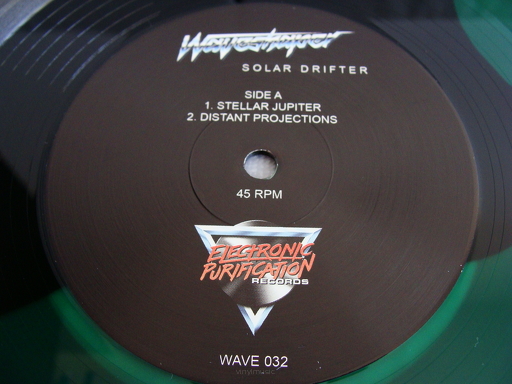 Waveshaper
SOLAR DRIFTER
SIDE A
1. STELLAR JUPITER
2. DISTANT PROJECTIONS
45 RPM
ELECTRONIC
PURIFICATION
RECORDS
WAVE 032